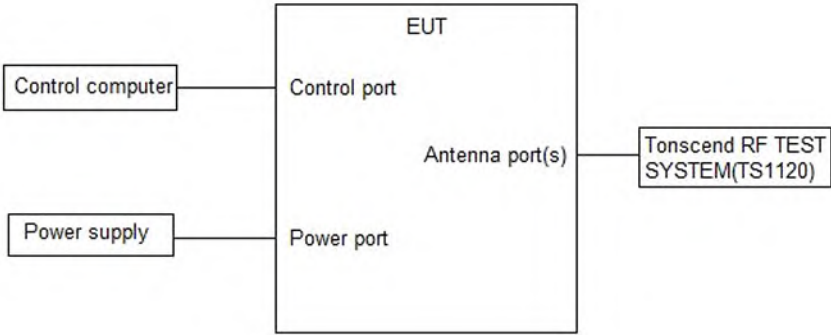 EUT
Control computer
Control port
Antenna port(s)
Tonscend RF TEST
SYSTEM(TS1120)
Power supply
Power port